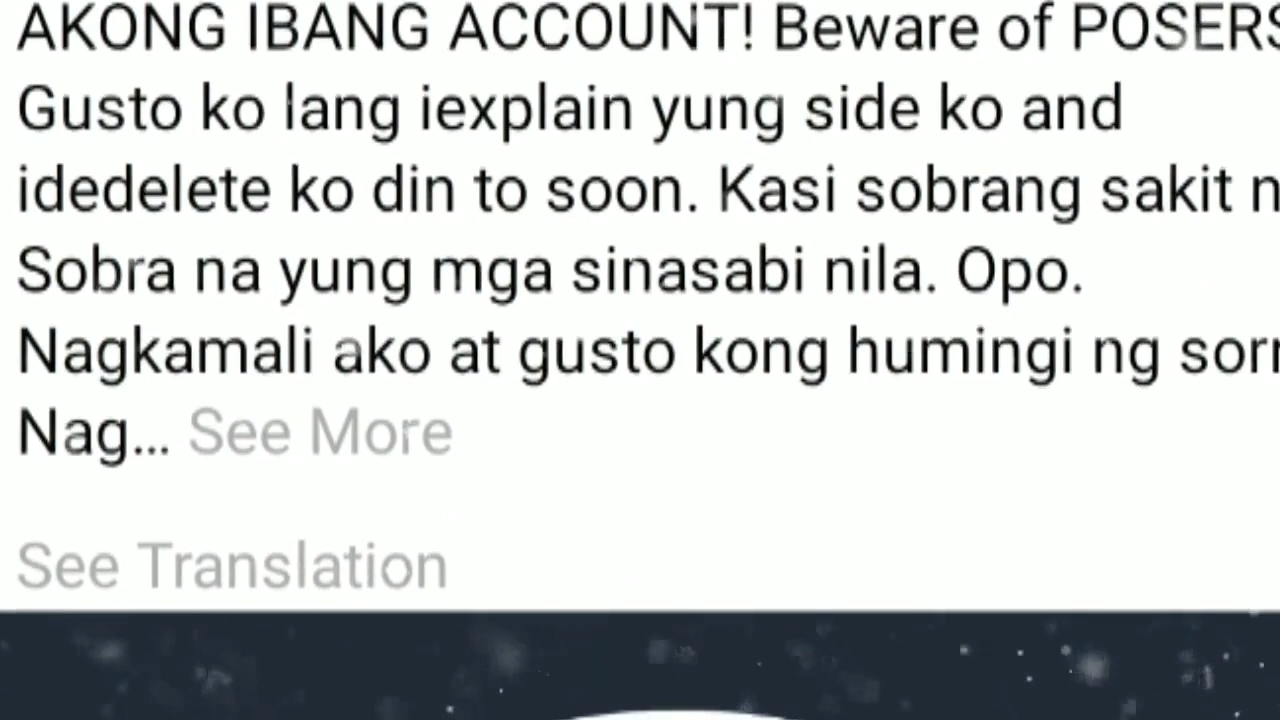 AKONG IBANG ACCOUNT! Beware of POSERS
Gusto ko lang iexplain yung side ko and
idedelete ko din to soon. Kasi sobrang sakit
Sobra na yung mga sinasabi nila. Opo.
Nagkamali ako at gusto kong humingi ng
Nag... See More
See Translation